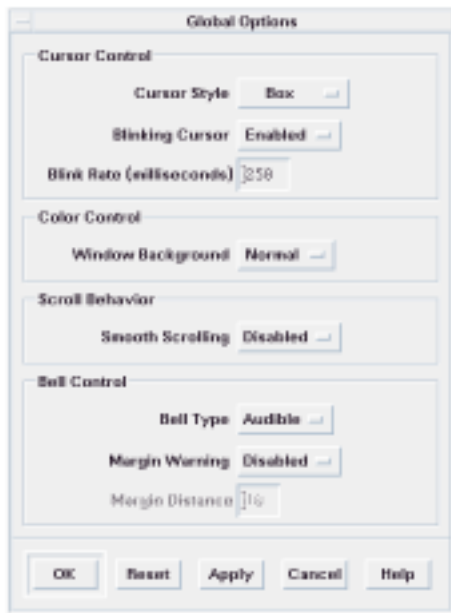 Global Options
Cursor Control
Cursor Style Box
Blinking Cursor Enabled
Blink Rate (milliseconds) 250
Color Control
Window Background Normal
Scroll Behavior
Smooth Scrolling Disabled
Bell Control
Bell Type Audible
Margin Warning Disabled
Margin Distance 16
OK Reset Apply Cancel Help